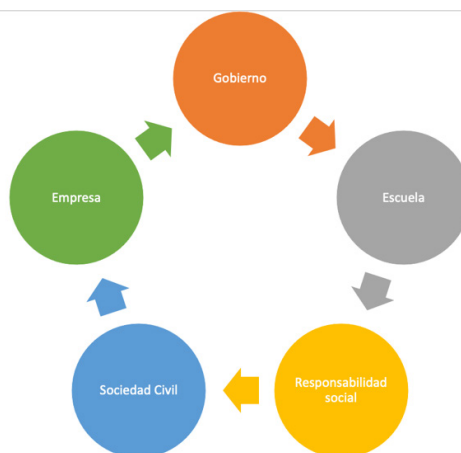 Gobierno
Escuela
Responsabilidad
social
Sociedad Civil
Empresa